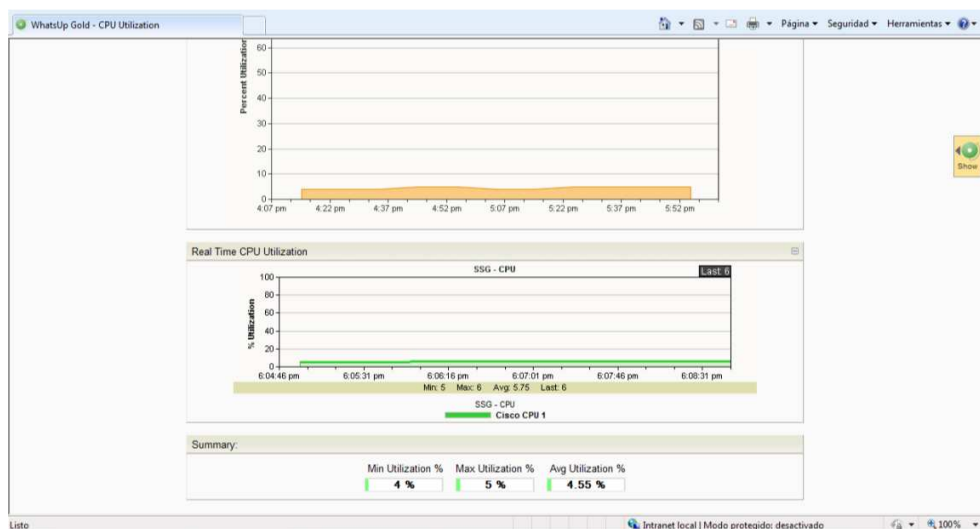 WhatsUp Gold - CPU Utilization
Página Seguridad Herramientas
Percent Utilization
60
50
40
30
20
10
0
4:07 pm 4:22 pm 4:37 pm 4:52 pm 5:07 pm 5:22 pm 5:37 pm 5:52 pm
Show
Real Time CPU Utilization
SSG - CPU
Last: 6
% Utilization
100
80
60
40
20
0
6:04:46 pm 6:05:31 pm 6:06:16 pm 6:07:01 pm 6:07:46 pm 6:08:31 pm
Min: 5 Max: 6 Avg: 5.75 Last: 6
SSG - CPU
Cisco CPU 1
Summary:
Min Utilization % Max Utilization % Avg Utilization %
4 % 5 % 4.55 %
Listo
Intranet local | Modo protegido: desactivado
100%